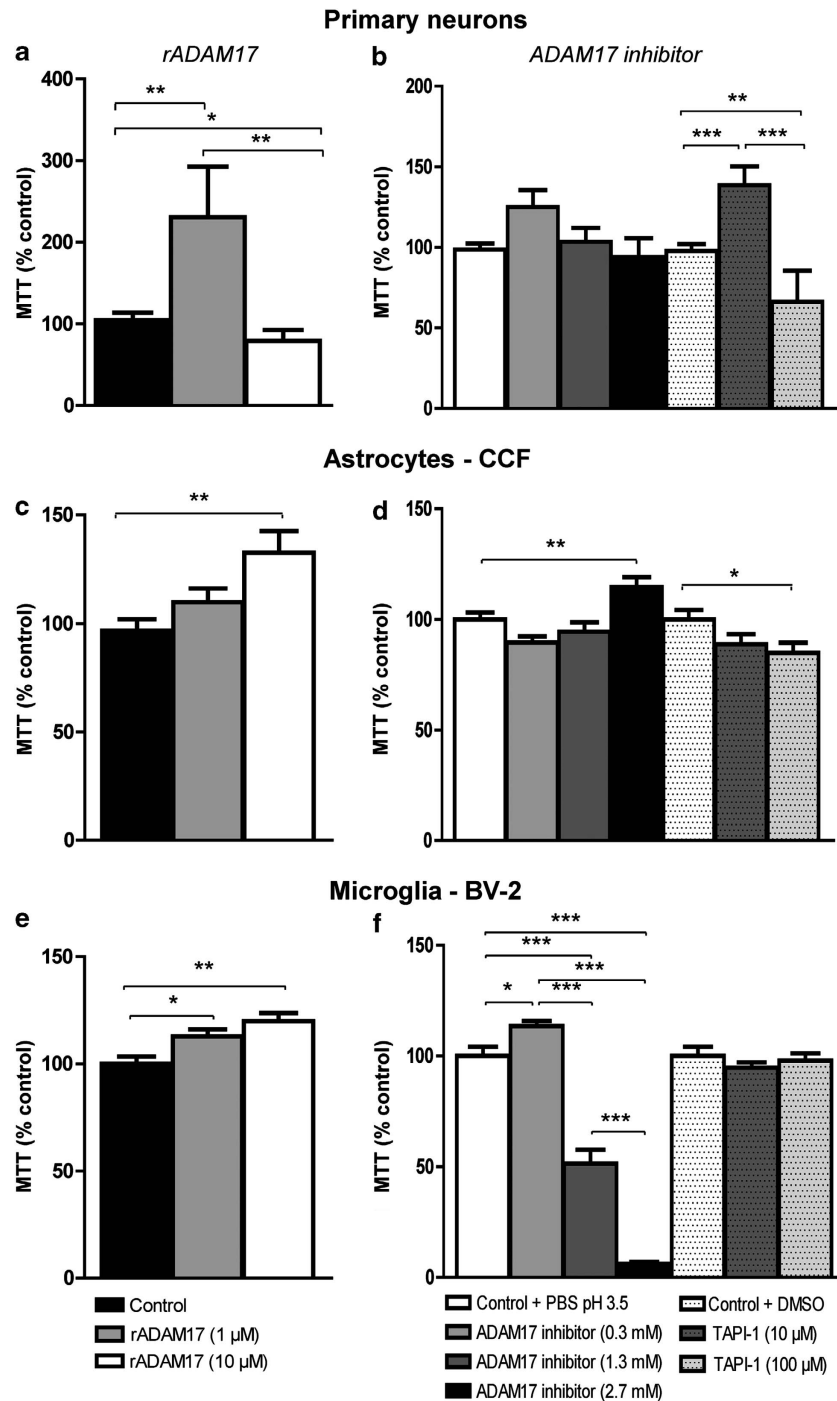 Primary neurons
a
rADAM17
b
ADAM17 inhibitor
MTT (% control)
400
300
200
100
0
**
*
**
MTT (% control)
200
150
100
50
0
**
***
***
Astrocytes - CCF
c
MTT (% control)
150
100
50
0
**
d
MTT (% control)
150
100
50
0
**
*
Microglia - BV-2
e
MTT (% control)
150
100
50
0
**
*
f
MTT (% control)
150
100
50
0
***
***
***
*
***
***
Control
rADAM17 (1 µM)
rADAM17 (10 µM)
Control + PBS pH 3.5
ADAM17 inhibitor (0.3 mM)
ADAM17 inhibitor (1.3 mM)
ADAM17 inhibitor (2.7 mM)
Control + DMSO
TAPI-1 (10 µM)
TAPI-1 (100 µM)